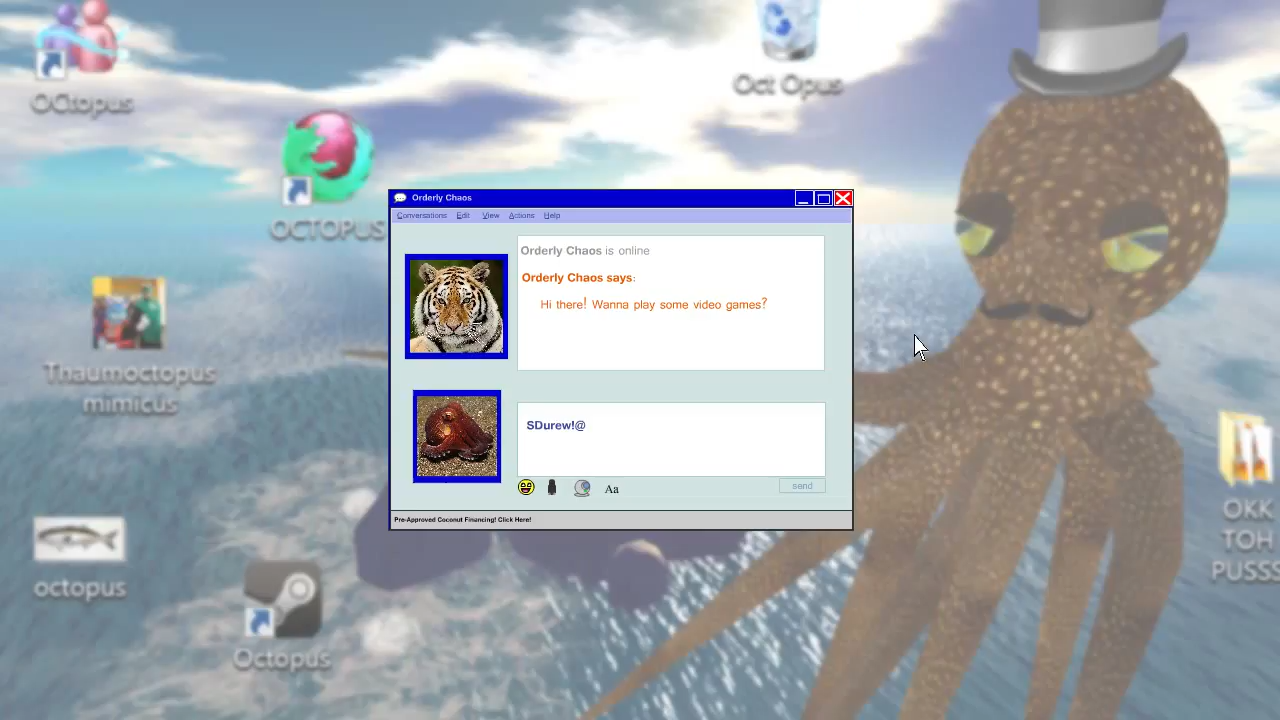 OCtopus
Oct Opus
OCTOPUS
Orderly Chaos
Conversations Edit View Actions Help
Orderly Chaos is online
Orderly Chaos says:
Hi there! Wanna play some video games?
Thaumoctopus
mimicus
SDurew!@
Aa
send
Pre-Approved Coconut Financing! Click Here!
OKK
TOH
PUSSS
octopus
Octopus